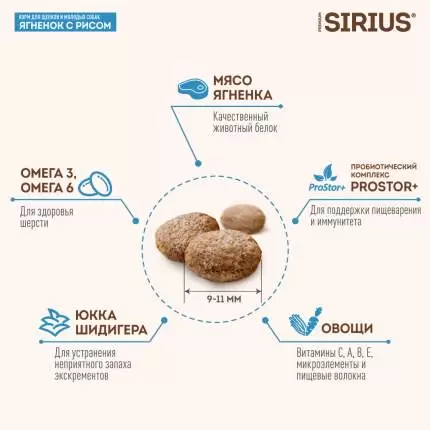 КОРМ ДЛЯ ЩЕНКОВ И МОЛОДЫХ СОБАК
ЯГНЕНОК С РИСОМ
PREMIUM
SIRIUS®
МЯСО
ЯГНЕНКА
Качественный
животный белок
ОМЕГА 3,
ОМЕГА 6
Для здоровья
шерсти
ProStor+
ПРОБИОТИЧЕСКИЙ
КОМПЛЕКС
PROSTOR+
Для поддержки пищеварения
и иммунитета
9-11 ММ
ЮККА
ШИДИГЕРА
Для устранения
неприятного запаха
экскрементов
ОВОЩИ
Витамины С, А, В, Е,
микроэлементы и
пищевые волокна